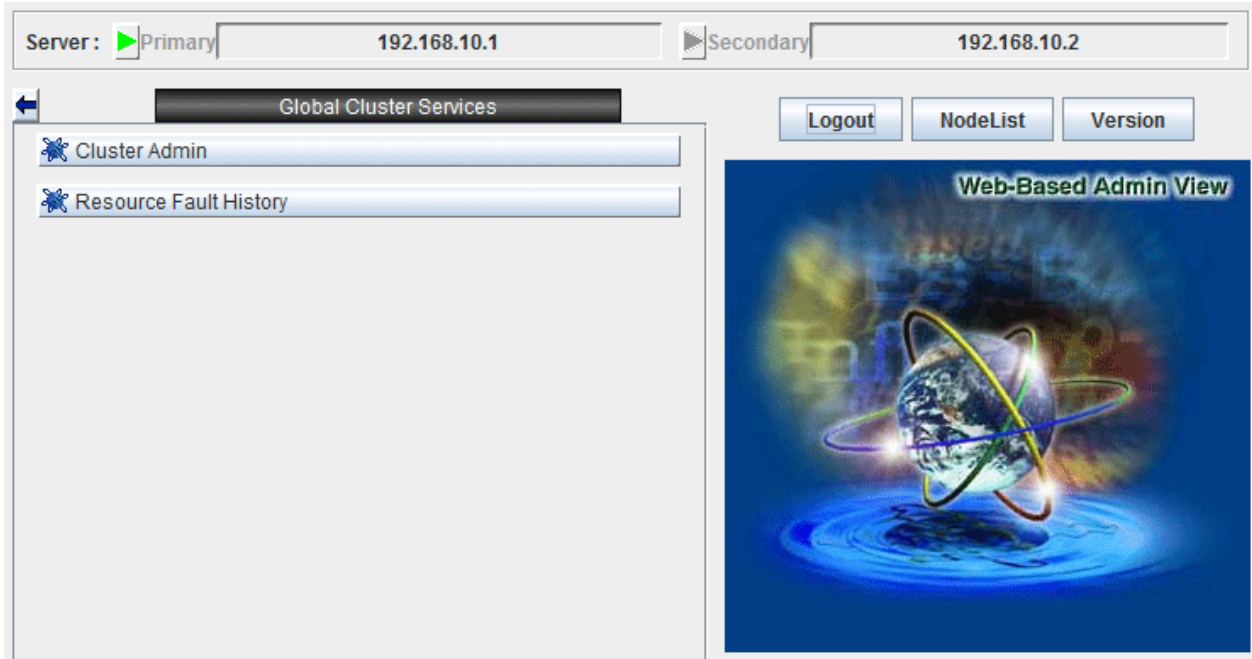 Server : Primary 192.168.10.1 Secondary 192.168.10.2
Global Cluster Services
Logout NodeList Version
Cluster Admin
Resource Fault History
Web-Based Admin View